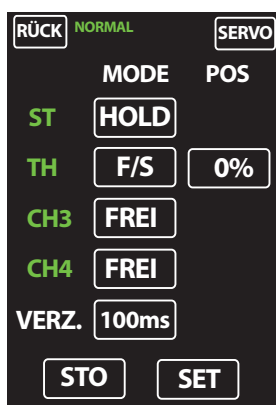 RÜCK NORMAL SERVO
MODE POS
ST HOLD
TH F/S 0%
CH3 FREI
CH4 FREI
VERZ. 100ms
STO SET